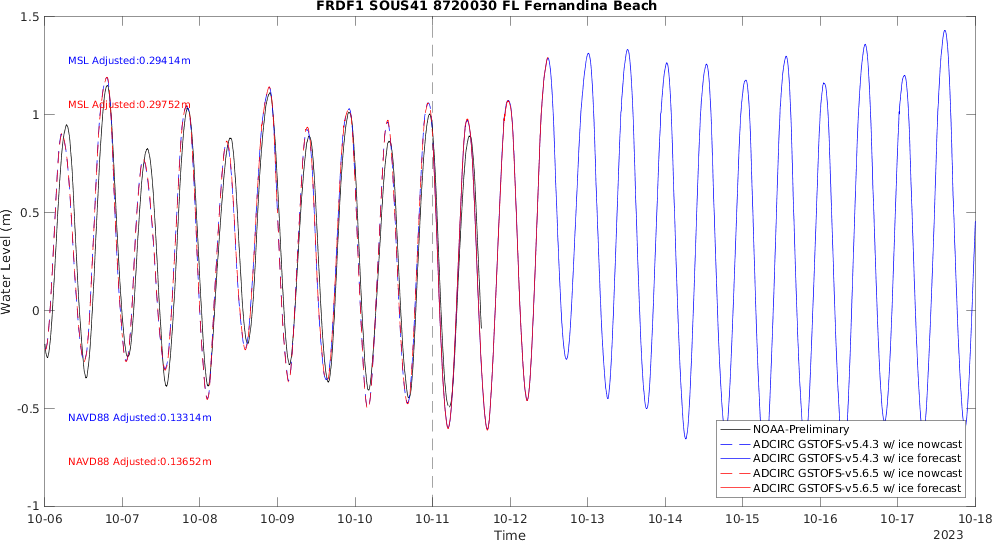 FRDF1 SOUS41 8720030 FL Fernandina Beach
1.5
MSL Adjusted:0.29414m
MSL Adjusted:0.29752m
1
0.5
Water Level (m)
0
-0.5
NAVD88 Adjusted:0.13314m
NAVD88 Adjusted:0.13652m
NOAA-Preliminary
ADCIRC GSTOFS-v5.4.3 w/ ice nowcast
ADCIRC GSTOFS-v5.4.3 w/ ice forecast
ADCIRC GSTOFS-v5.6.5 w/ ice nowcast
ADCIRC GSTOFS-v5.6.5 w/ ice forecast
-1
10-06 10-07 10-08 10-09 10-10 10-11 10-12 10-13 10-14 10-15 10-16 10-17 10-18
Time
2023